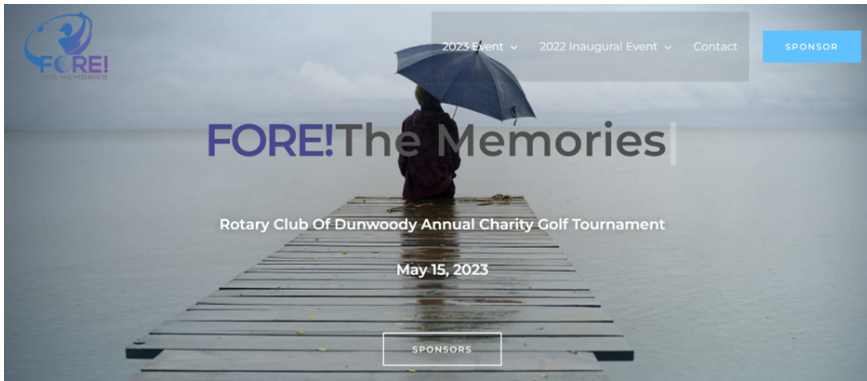 2023 Event
2022 Inaugural Event
Contact
SPONSOR
FORE!
THE MEMORIES
FORE!The Memories
Rotary Club Of Dunwoody Annual Charity Golf Tournament
May 15, 2023
SPONSORS